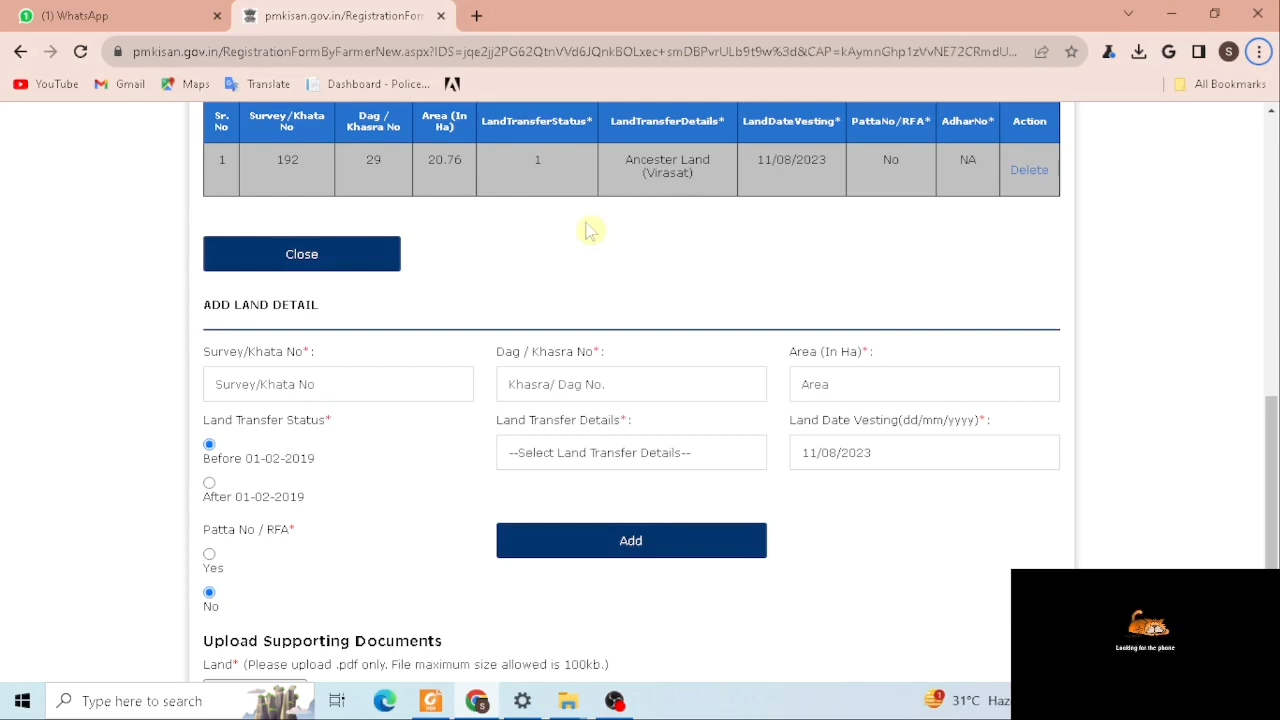 (1) WhatsApp
pmkisan.gov.in/RegistrationForm
pmkisan.gov.in/RegistrationFormByFarmerNew.aspx?IDS=jqe2jj2PG62QtnVVd6JQnkBOLxec+smDBPvrULb9t9w%3d&CAP=kAymnGhp1zVvNE72CRmdU...
S
YouTube
Gmail
Maps
Translate
Dashboard - Police...
All Bookmarks
Sr. No
Survey/Khata No
Dag / Khasra No
Area (In Ha)
LandTransferStatus*
LandTransferDetails*
LandDateVesting*
PattaNo/RFA*
AdharNo*
Action
1
192
29
20.76
1
Ancester Land (Virasat)
11/08/2023
No
NA
Delete
Close
ADD LAND DETAIL
Survey/Khata No*:
Dag / Khasra No*:
Area (In Ha)*:
Survey/Khata No
Khasra/ Dag No.
Area
Land Transfer Status*
Land Transfer Details*:
Land Date Vesting(dd/mm/yyyy)*:
Before 01-02-2019
--Select Land Transfer Details--
11/08/2023
After 01-02-2019
Patta No / RFA*
Add
Yes
No
Upload Supporting Documents
Land* (Please upload .pdf only. File maximum size allowed is 100kb.)
Looking for the phone
Type here to search
31°C Haz